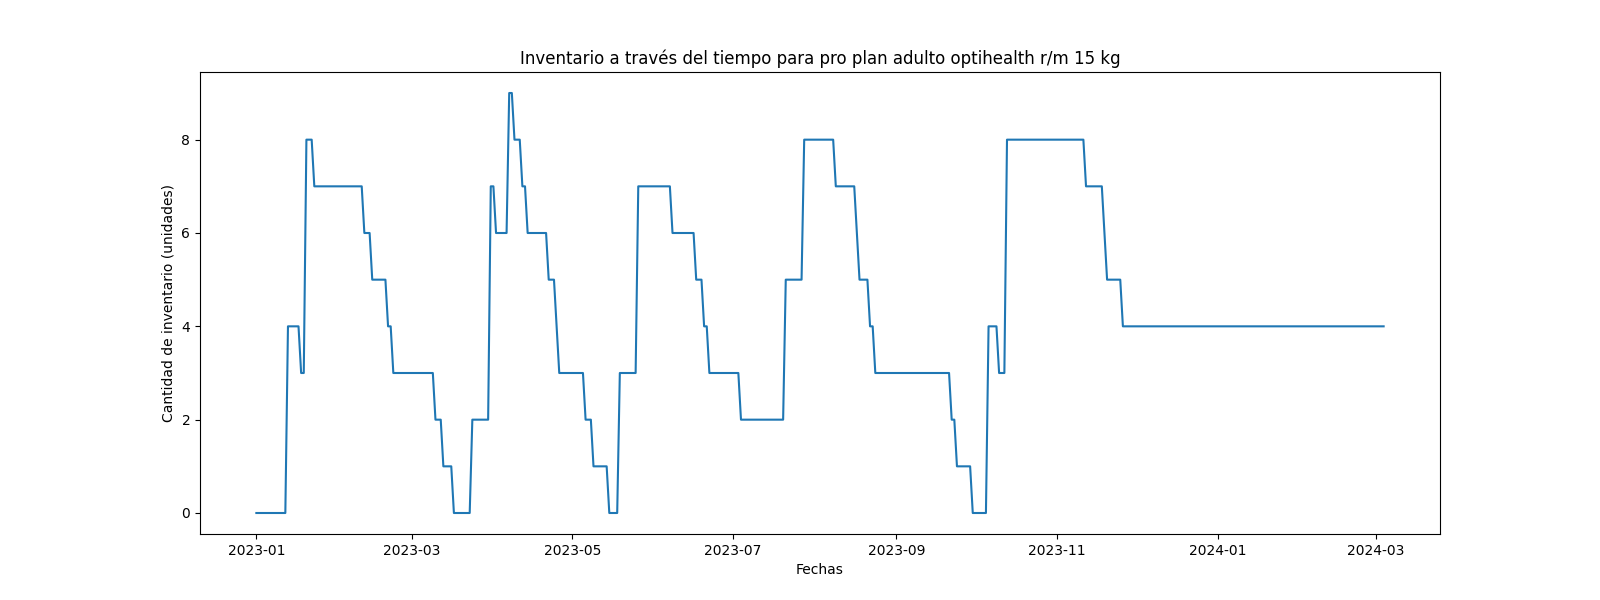 Inventario a través del tiempo para pro plan adulto optihealth r/m 15 kg
Cantidad de inventario (unidades)
8
6
4
2
0
2023-01 2023-03 2023-05 2023-07 2023-09 2023-11 2024-01 2024-03
Fechas